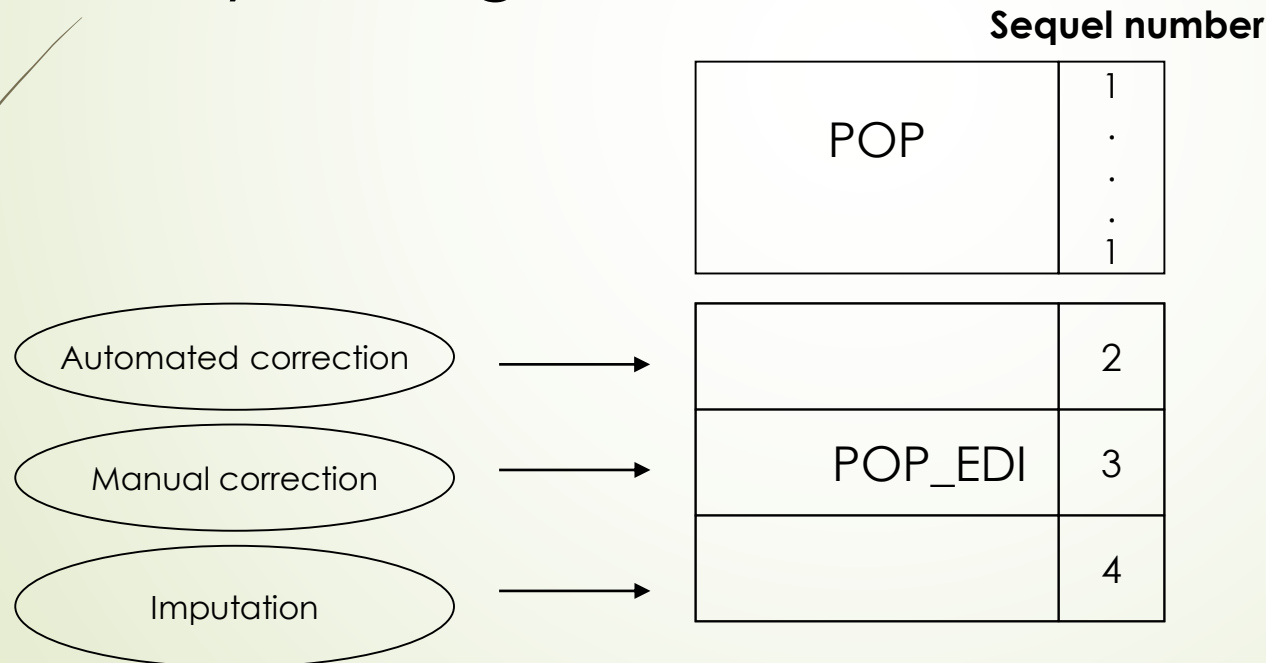 Sequel number
POP
1
.
.
.
1
Automated correction
2
Manual correction
POP_EDI
3
Imputation
4